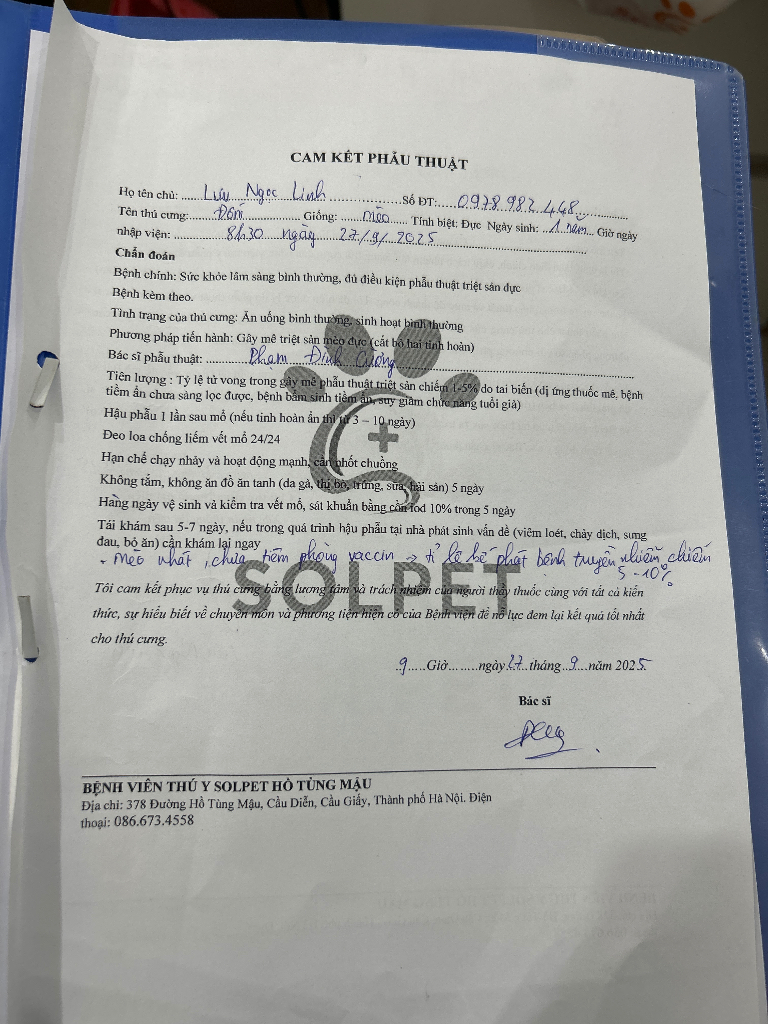 CAM KẾT PHẪU THUẬT
Họ tên chủ: ..... Lưu Ngọc Linh .....................Số ĐT:.....0978.982.448..............
Tên thú cưng:......Đốm..................... Giống: ......mèo.... Tính biệt: Đực Ngày sinh: ..1 năm.... Giờ ngày
nhập viện: ............8h30 ngày 27/9/2025...............................
Chẩn đoán
Bệnh chính: Sức khỏe lâm sàng bình thường, đủ điều kiện phẫu thuật triệt sản đực
Bệnh kèm theo.
Tình trạng của thú cưng: Ăn uống bình thường, sinh hoạt bình thường
Phương pháp tiến hành: Gây mê triệt sản mèo đực (cắt bỏ hai tinh hoàn)
Bác sĩ phẫu thuật: ............Phạm Đình Cương..........................................................
Tiên lượng : Tỷ lệ tử vong trong gây mê phẫu thuật triệt sản chiếm 1-5% do tai biến (dị ứng thuốc mê, bệnh
tiềm ẩn chưa sàng lọc được, bệnh bẩm sinh tiềm ẩn, suy giảm chức năng tuổi già)
Hậu phẫu 1 lần sau mổ (nếu tinh hoàn ẩn thì từ 3 – 10 ngày)
Đeo loa chống liếm vết mổ 24/24
Hạn chế chạy nhảy và hoạt động mạnh, cần nhốt chuồng
Không tắm, không ăn đồ ăn tanh (da gà, thịt bò, trứng, sữa, hải sản) 5 ngày
Hàng ngày vệ sinh và kiểm tra vết mổ, sát khuẩn bằng cồn Iod 10% trong 5 ngày
Tái khám sau 5-7 ngày, nếu trong quá trình hậu phẫu tại nhà phát sinh vấn đề (viêm loét, chảy dịch, sưng
đau, bỏ ăn) cần khám lại ngay
+ Mèo nhát, chưa tiêm phòng vaccin → tỉ lệ bể phát bệnh truyền nhiễm chiếm
5 - 10%
SOLPET
Tôi cam kết phục vụ thú cưng bằng lương tâm và trách nhiệm của người thầy thuốc cùng với tất cả kiến
thức, sự hiểu biết về chuyên môn và phương tiện hiện có của Bệnh viện để nỗ lực đem lại kết quả tốt nhất
cho thú cưng.
..9.....Giờ........ngày.27..tháng..9...năm 2025
Bác sĩ
BỆNH VIÊN THÚ Y SOLPET HỒ TÙNG MẬU
Địa chỉ: 378 Đường Hồ Tùng Mậu, Cầu Diễn, Cầu Giấy, Thành phố Hà Nội. Điện
thoại: 086.673.4558